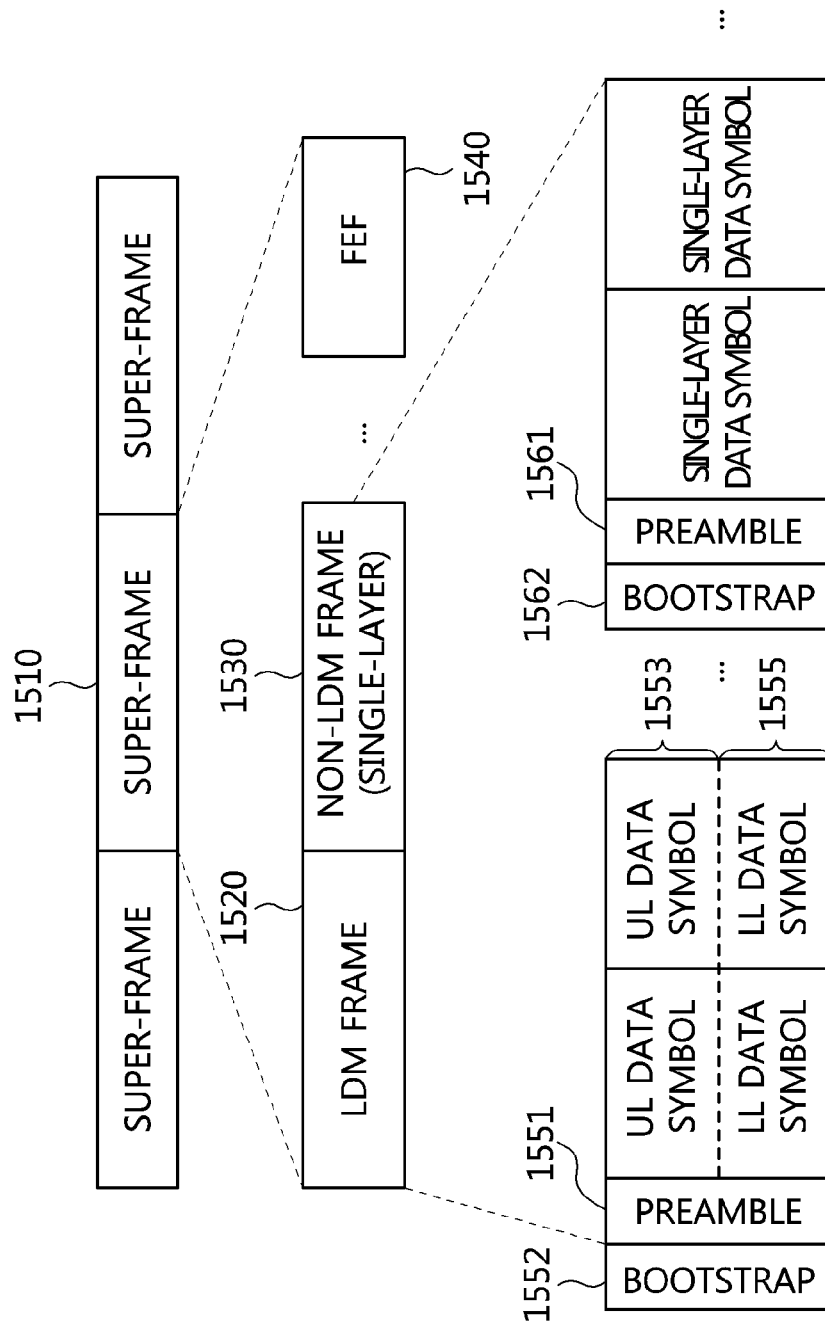 1510
SUPER-FRAME
SUPER-FRAME
SUPER-FRAME
1520
1530
LDM FRAME
NON-LDM FRAME
(SINGLE-LAYER)
...
FEF
1540
1552
1551
1553
1555
BOOTSTRAP
PREAMBLE
UL DATA
SYMBOL
UL DATA
SYMBOL
LL DATA
SYMBOL
LL DATA
SYMBOL
...
1562
1561
BOOTSTRAP
PREAMBLE
SINGLE-LAYER
DATA SYMBOL
SINGLE-LAYER
DATA SYMBOL
...